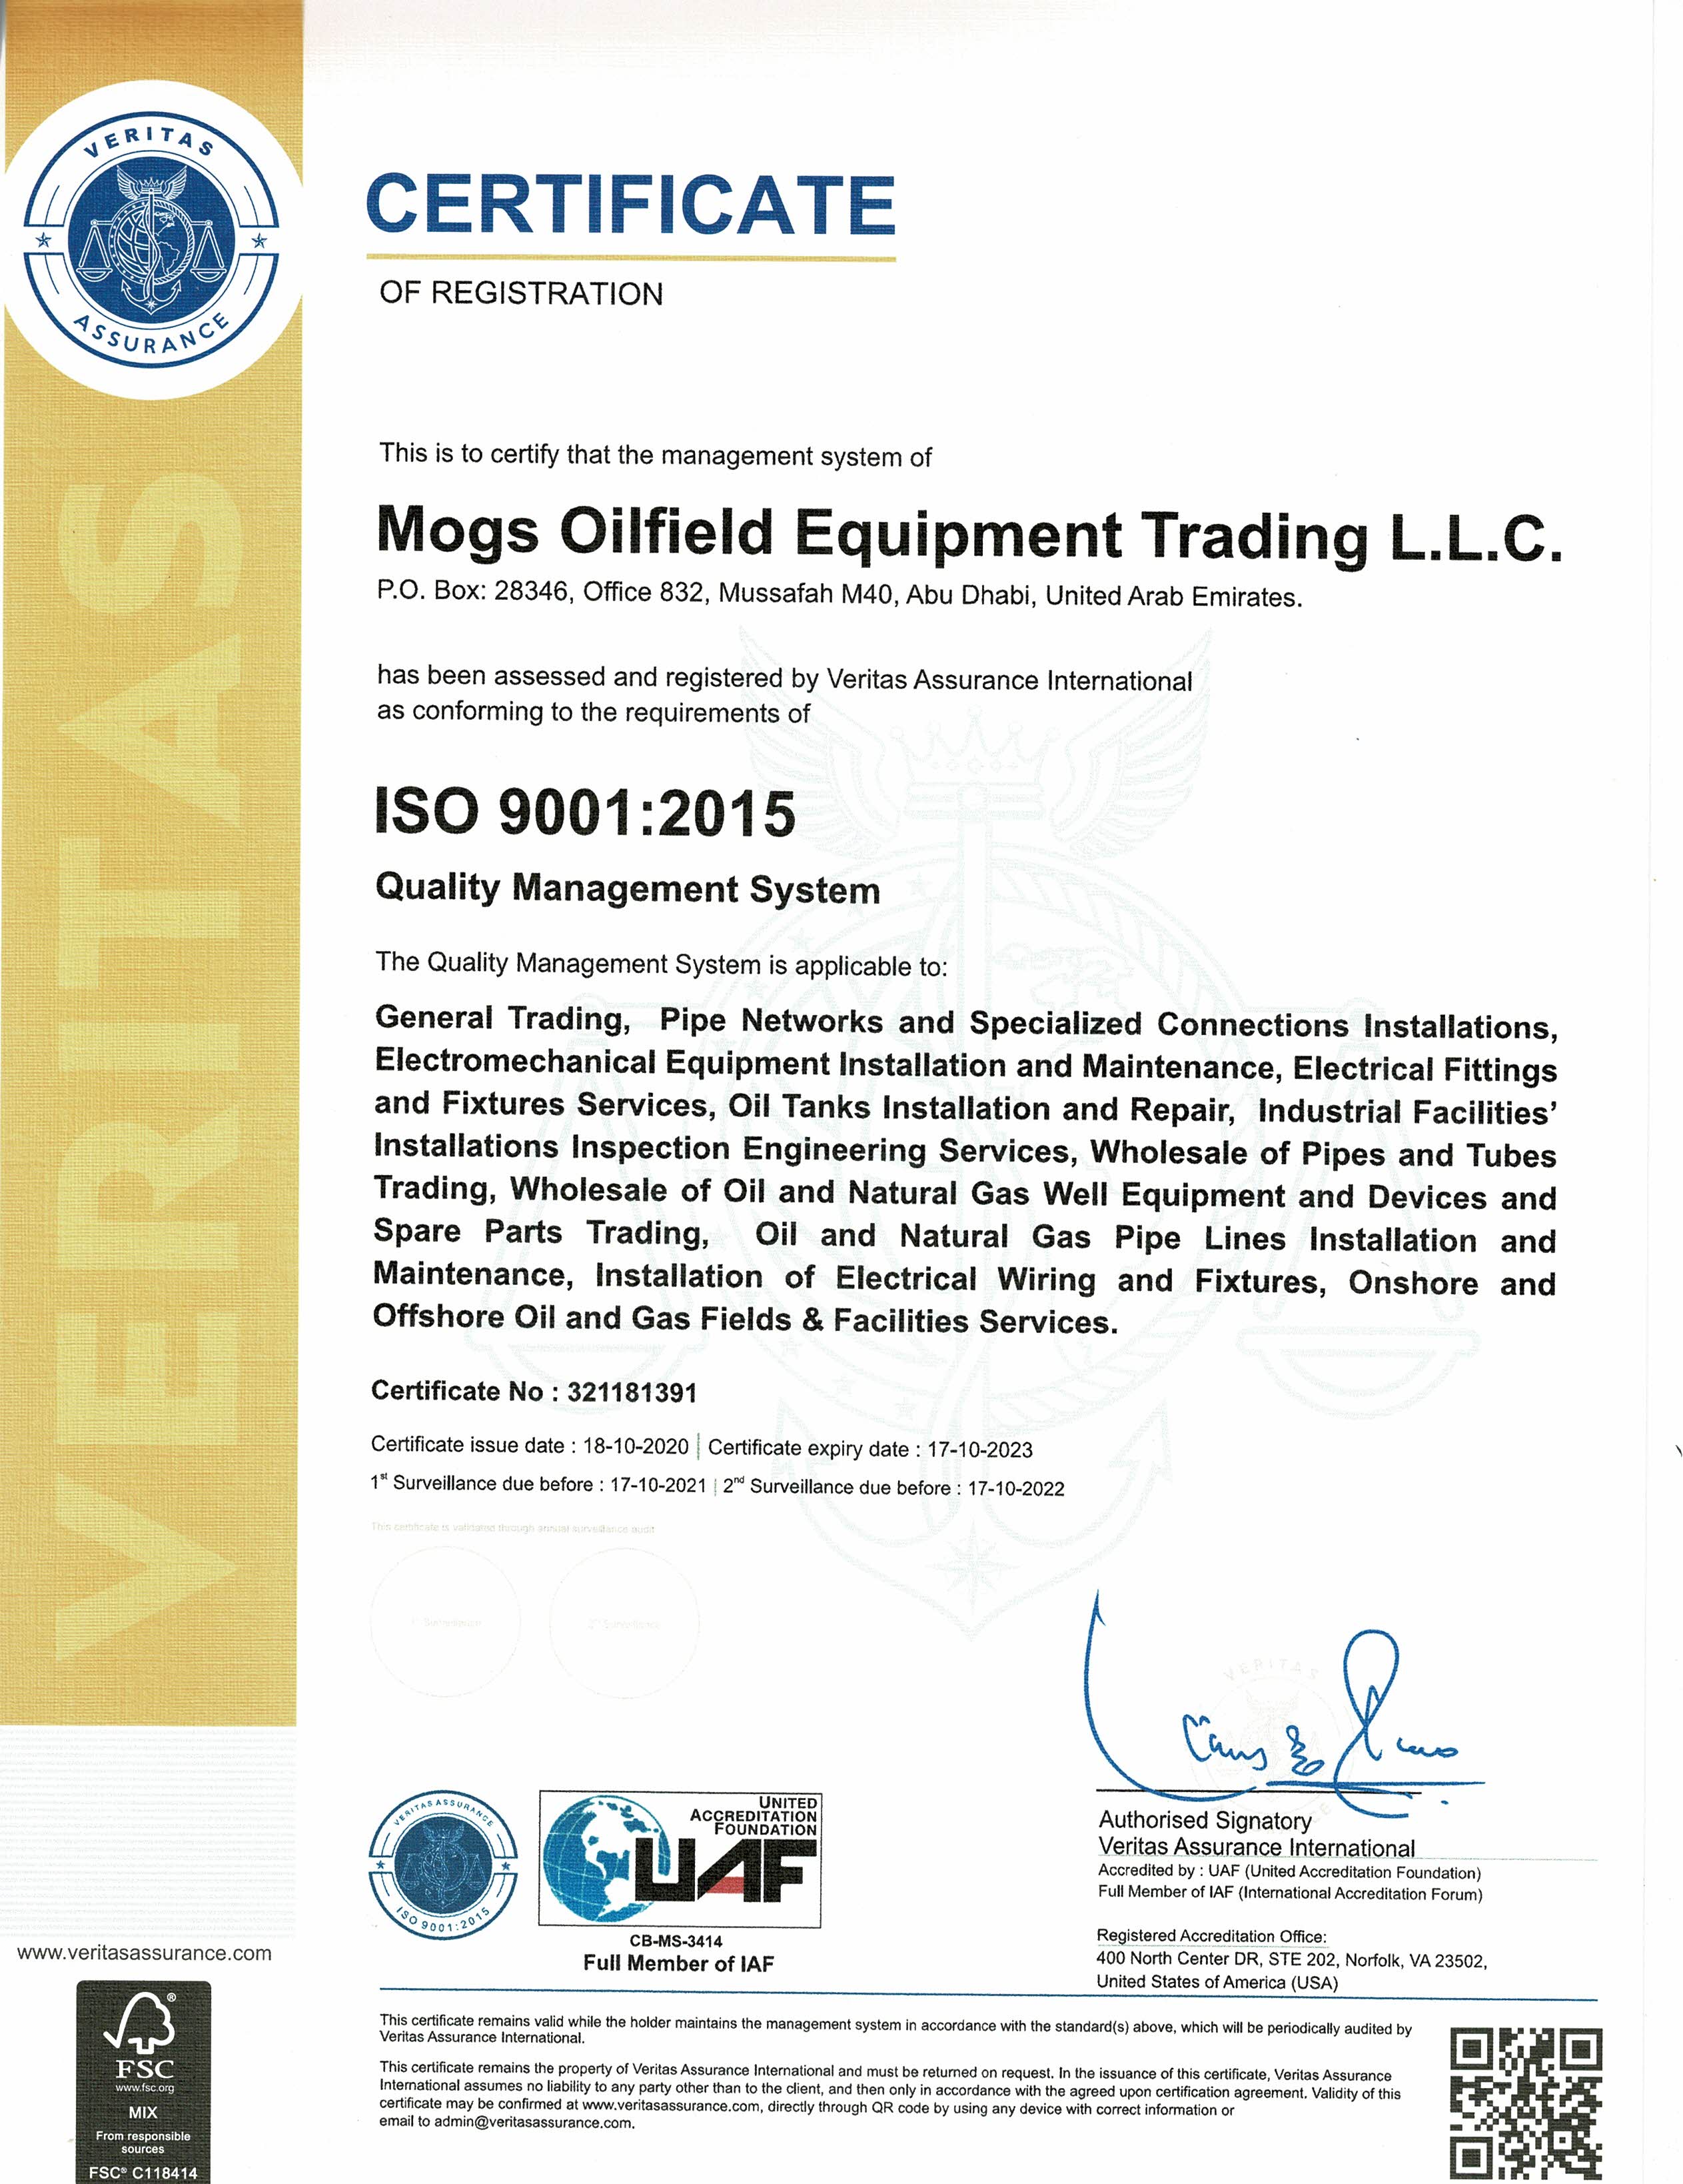 VERITAS
ASSURANCE
CERTIFICATE
OF REGISTRATION
This is to certify that the management system of
Mogs Oilfield Equipment Trading L.L.C.
P.O. Box: 28346, Office 832, Mussafah M40, Abu Dhabi, United Arab Emirates.
has been assessed and registered by Veritas Assurance International
as conforming to the requirements of
ISO 9001:2015
Quality Management System
The Quality Management System is applicable to:
General Trading, Pipe Networks and Specialized Connections Installations,
Electromechanical Equipment Installation and Maintenance, Electrical Fittings
and Fixtures Services, Oil Tanks Installation and Repair, Industrial Facilities’
Installations Inspection Engineering Services, Wholesale of Pipes and Tubes
Trading, Wholesale of Oil and Natural Gas Well Equipment and Devices and
Spare Parts Trading, Oil and Natural Gas Pipe Lines Installation and
Maintenance, Installation of Electrical Wiring and Fixtures, Onshore and
Offshore Oil and Gas Fields & Facilities Services.
Certificate No : 321181391
Certificate issue date : 18-10-2020 | Certificate expiry date : 17-10-2023
1st Surveillance due before : 17-10-2021 | 2nd Surveillance due before : 17-10-2022
This certificate is validated through annual surveillance audit
1st Surveillance
2nd Surveillance
VERITAS
VERITAS
VERITAS ASSURANCE
ISO 9001:2015
UNITED
ACCREDITATION
FOUNDATION
UAF
CB-MS-3414
Full Member of IAF
Authorised Signatory
Veritas Assurance International
Accredited by : UAF (United Accreditation Foundation)
Full Member of IAF (International Accreditation Forum)
Registered Accreditation Office:
400 North Center DR, STE 202, Norfolk, VA 23502,
United States of America (USA)
www.veritasassurance.com
FSC
www.fsc.org
MIX
From responsible
sources
FSC® C118414
This certificate remains valid while the holder maintains the management system in accordance with the standard(s) above, which will be periodically audited by
Veritas Assurance International.
This certificate remains the property of Veritas Assurance International and must be returned on request. In the issuance of this certificate, Veritas Assurance
International assumes no liability to any party other than to the client, and then only in accordance with the agreed upon certification agreement. Validity of this
certificate may be confirmed at www.veritasassurance.com, directly through QR code by using any device with correct information or
email to admin@veritasassurance.com.